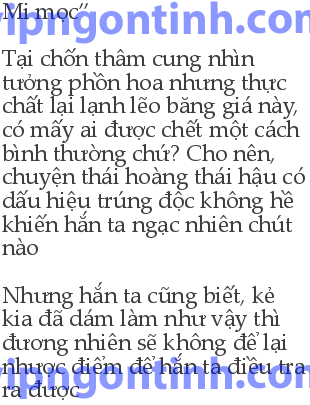 Mi mọc”
ipngontinh.com
Tại chốn thâm cung nhìn
tưởng phồn hoa nhưng thực
chất lại lạnh lẽo băng giá này,
có mấy ai được chết một cách
bình thường chứ? Cho nên,
chuyện thái hoàng thái hậu có
dấu hiệu trúng độc không hề
khiến hắn ta ngạc nhiên chút
nào
Nhưng hắn ta cũng biết, kẻ
kia đã dám làm như vậy thì
đương nhiên sẽ không để lại
nhược điểm để hắn ta điều tra
ipngontinh.com
ra được